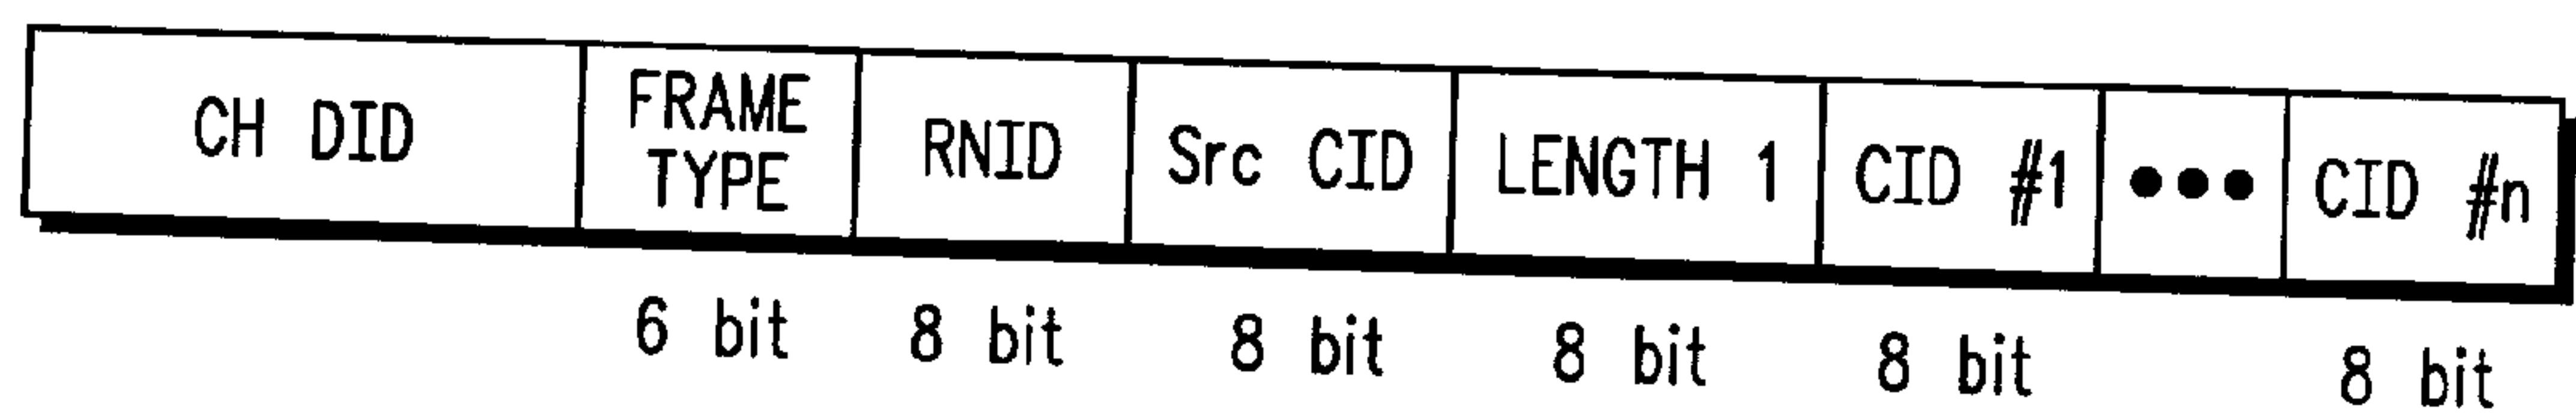 CH DID
FRAME
TYPE
RNID
Src CID
LENGTH 1
CID #1
•••
CID #n
6 bit
8 bit
8 bit
8 bit
8 bit
8 bit